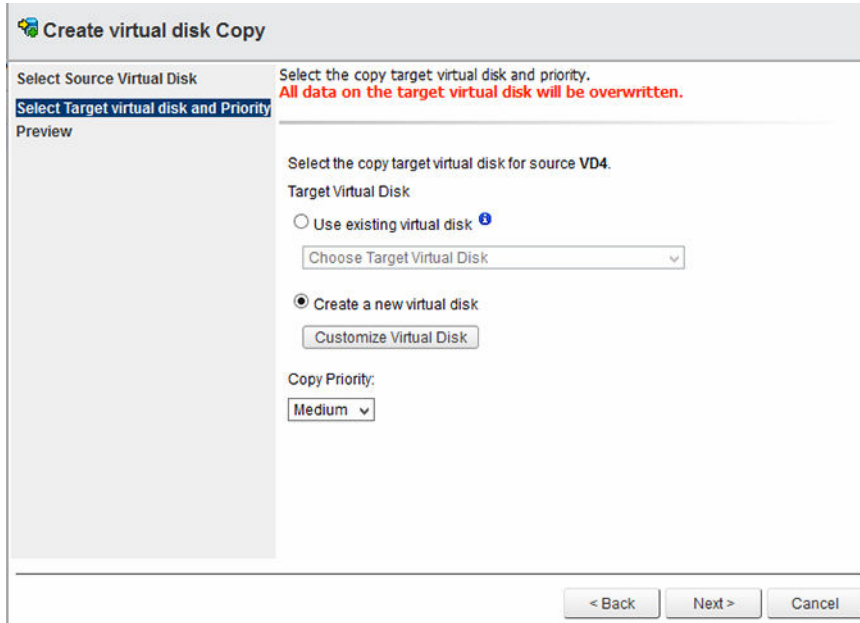 Create virtual disk Copy
Select Source Virtual Disk
Select Target virtual disk and Priority
Preview
Select the copy target virtual disk and priority.
All data on the target virtual disk will be overwritten.
Select the copy target virtual disk for source VD4.
Target Virtual Disk
Use existing virtual disk
Choose Target Virtual Disk
Create a new virtual disk
Customize Virtual Disk
Copy Priority:
Medium
< Back
Next >
Cancel